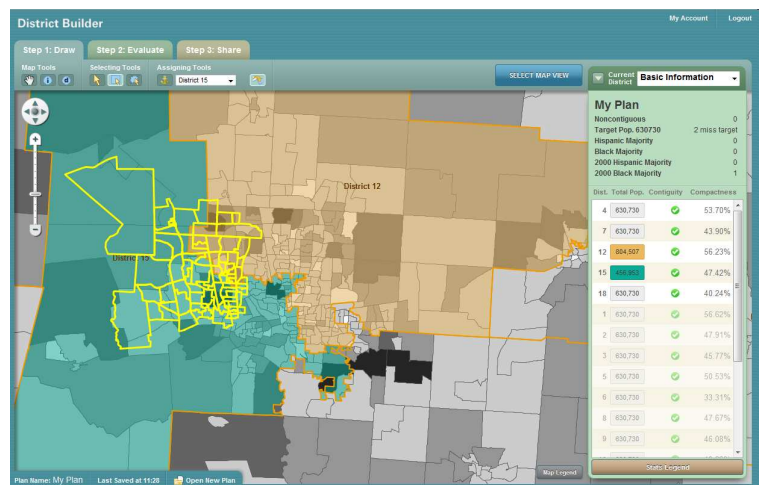 My Account Logout
District Builder
Step 1: Draw Step 2: Evaluate Step 3: Share
Map Tools Selecting Tools Assigning Tools
District 15
SELECT MAP VIEW
Current District Basic Information
My Plan
Noncontiguous 0
Target Pop. 630730 2 miss target
Hispanic Majority 0
Black Majority 0
2000 Hispanic Majority 0
2000 Black Majority 1
Dist. Total Pop. Contiguity Compactness
4 630,730 53.70%
7 630,730 43.90%
12 804,507 56.23%
15 456,953 47.42%
18 630,730 40.24%
1 630,730 56.62%
2 630,730 47.91%
3 630,730 45.77%
5 630,730 50.53%
6 630,730 33.31%
8 630,730 47.67%
9 630,730 46.08%
District 12
District 15
Map Legend
Stats Legend
Plan Name: My Plan Last Saved at 11:26 Open New Plan